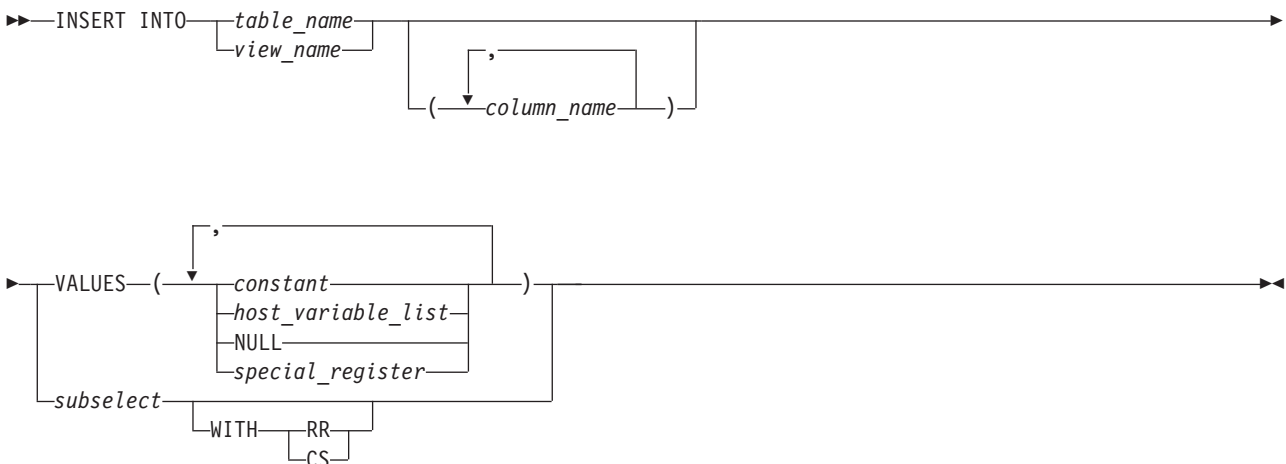 INSERT INTO table_name
view_name
,
( column_name )
,
VALUES ( constant )
host_variable_list
NULL
special_register
subselect
WITH RR
CS